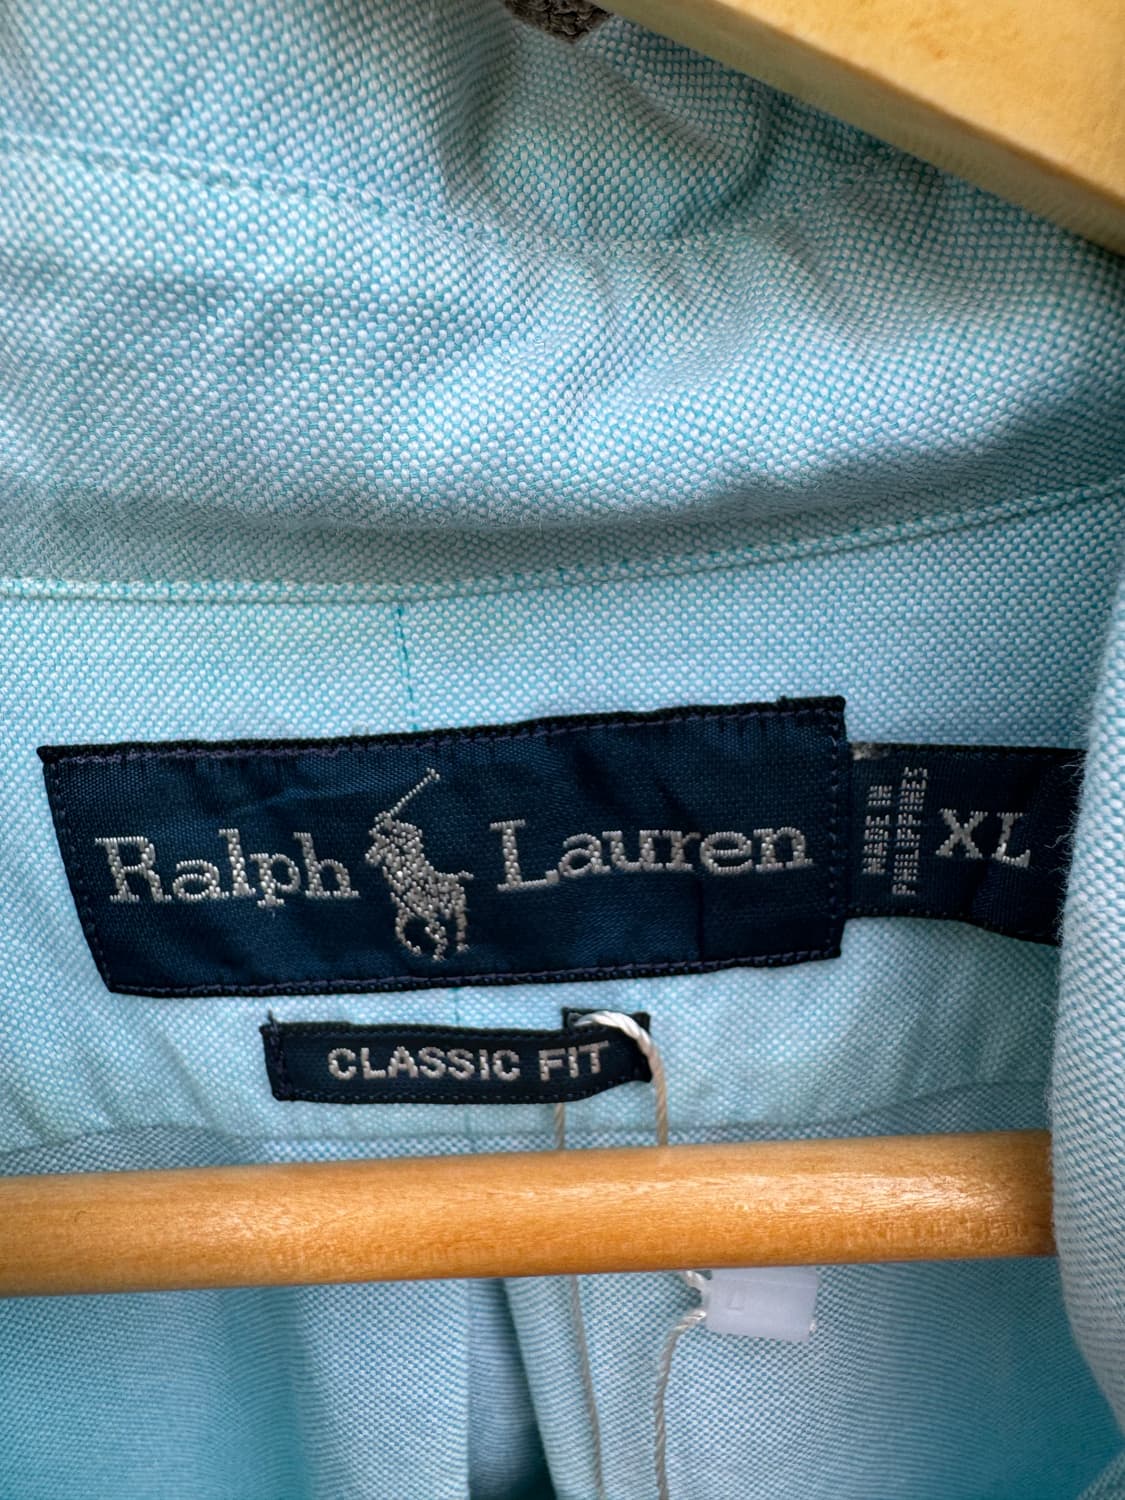 Ralph Lauren
MADE IN
PHILIPPINES
XL
CLASSIC FIT